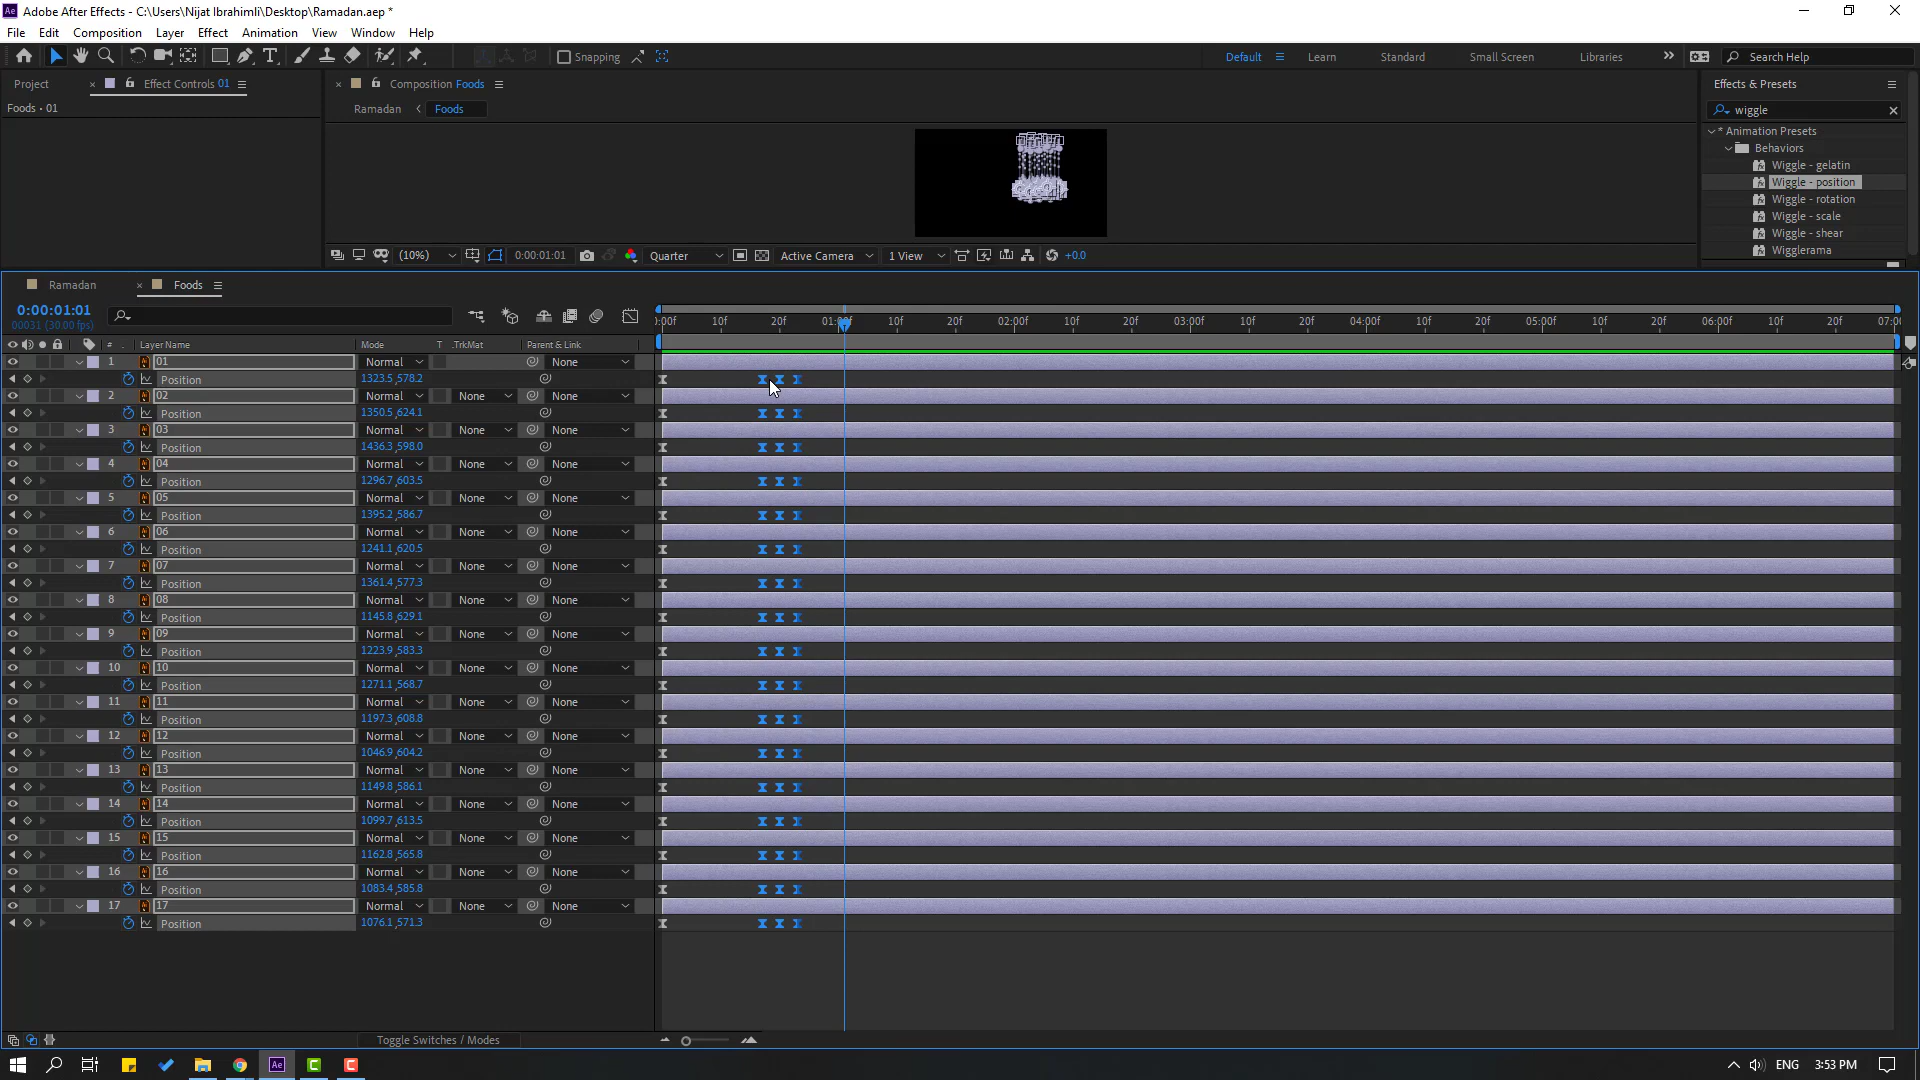 Adobe After Effects - C:\Users\Nijat Ibrahimli\Desktop\Ramadan.aep *
File Edit Composition Layer Effect Animation View Window Help
Snapping
Default Learn Standard Small Screen Libraries
Search Help
Project
Effect Controls 01
Composition Foods
Effects & Presets
Foods • 01
Ramadan Foods
wiggle
* Animation Presets
Behaviors
Wiggle - gelatin
Wiggle - position
Wiggle - rotation
Wiggle - scale
Wiggle - shear
Wigglerama
(10%) 0:00:01:01 Quarter Active Camera 1 View +0.0
Ramadan
Foods
0:00:01:01
00031 (30.00 fps)
:00f 10f 20f 01:00f 10f 20f 02:00f 10f 20f 03:00f 10f 20f 04:00f 10f 20f 05:00f 10f 20f 06:00f 10f 20f 07:00
# Layer Name Mode T .TrkMat Parent & Link
1 01 Normal None
Position 1323.5,578.2
2 02 Normal None None
Position 1350.5,624.1
3 03 Normal None None
Position 1436.3,598.0
4 04 Normal None None
Position 1296.7,603.5
5 05 Normal None None
Position 1395.2,586.7
6 06 Normal None None
Position 1241.1,620.5
7 07 Normal None None
Position 1361.4,577.3
8 08 Normal None None
Position 1145.8,629.1
9 09 Normal None None
Position 1223.9,583.3
10 10 Normal None None
Position 1271.1,568.7
11 11 Normal None None
Position 1197.3,608.8
12 12 Normal None None
Position 1046.9,604.2
13 13 Normal None None
Position 1149.8,586.1
14 14 Normal None None
Position 1099.7,613.5
15 15 Normal None None
Position 1162.8,565.8
16 16 Normal None None
Position 1083.4,585.8
17 17 Normal None None
Position 1076.1,571.3
Toggle Switches / Modes
Ae
ENG 3:53 PM